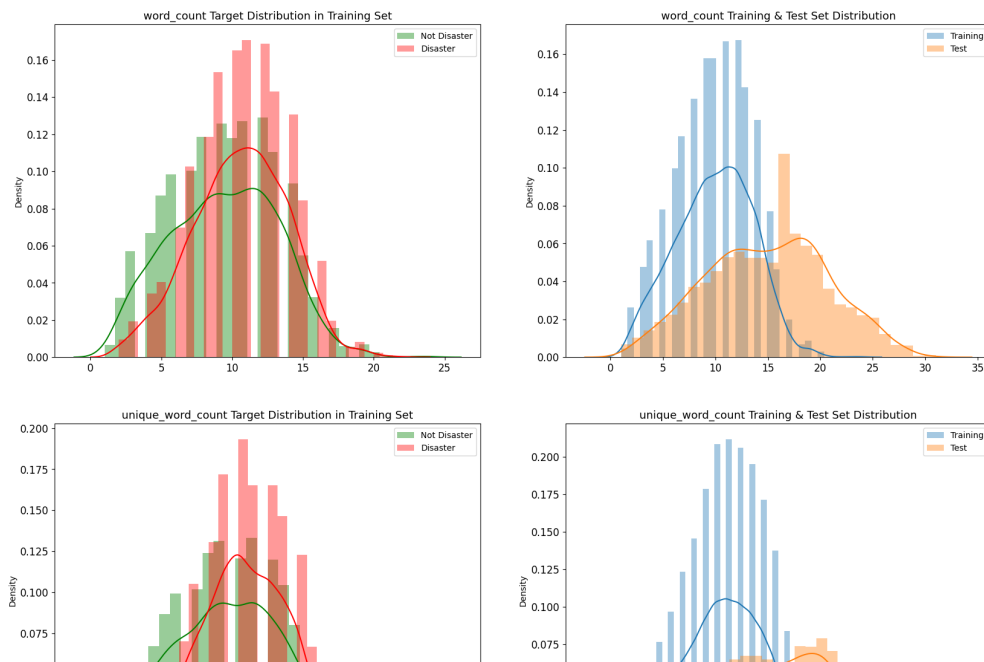 word_count Target Distribution in Training Set
Not Disaster
Disaster
Density
0.16
0.14
0.12
0.10
0.08
0.06
0.04
0.02
0.00
0 5 10 15 20 25
word_count Training & Test Set Distribution
Training
Test
Density
0.16
0.14
0.12
0.10
0.08
0.06
0.04
0.02
0.00
0 5 10 15 20 25 30 35
unique_word_count Target Distribution in Training Set
Not Disaster
Disaster
Density
0.200
0.175
0.150
0.125
0.100
0.075
unique_word_count Training & Test Set Distribution
Training
Test
Density
0.200
0.175
0.150
0.125
0.100
0.075